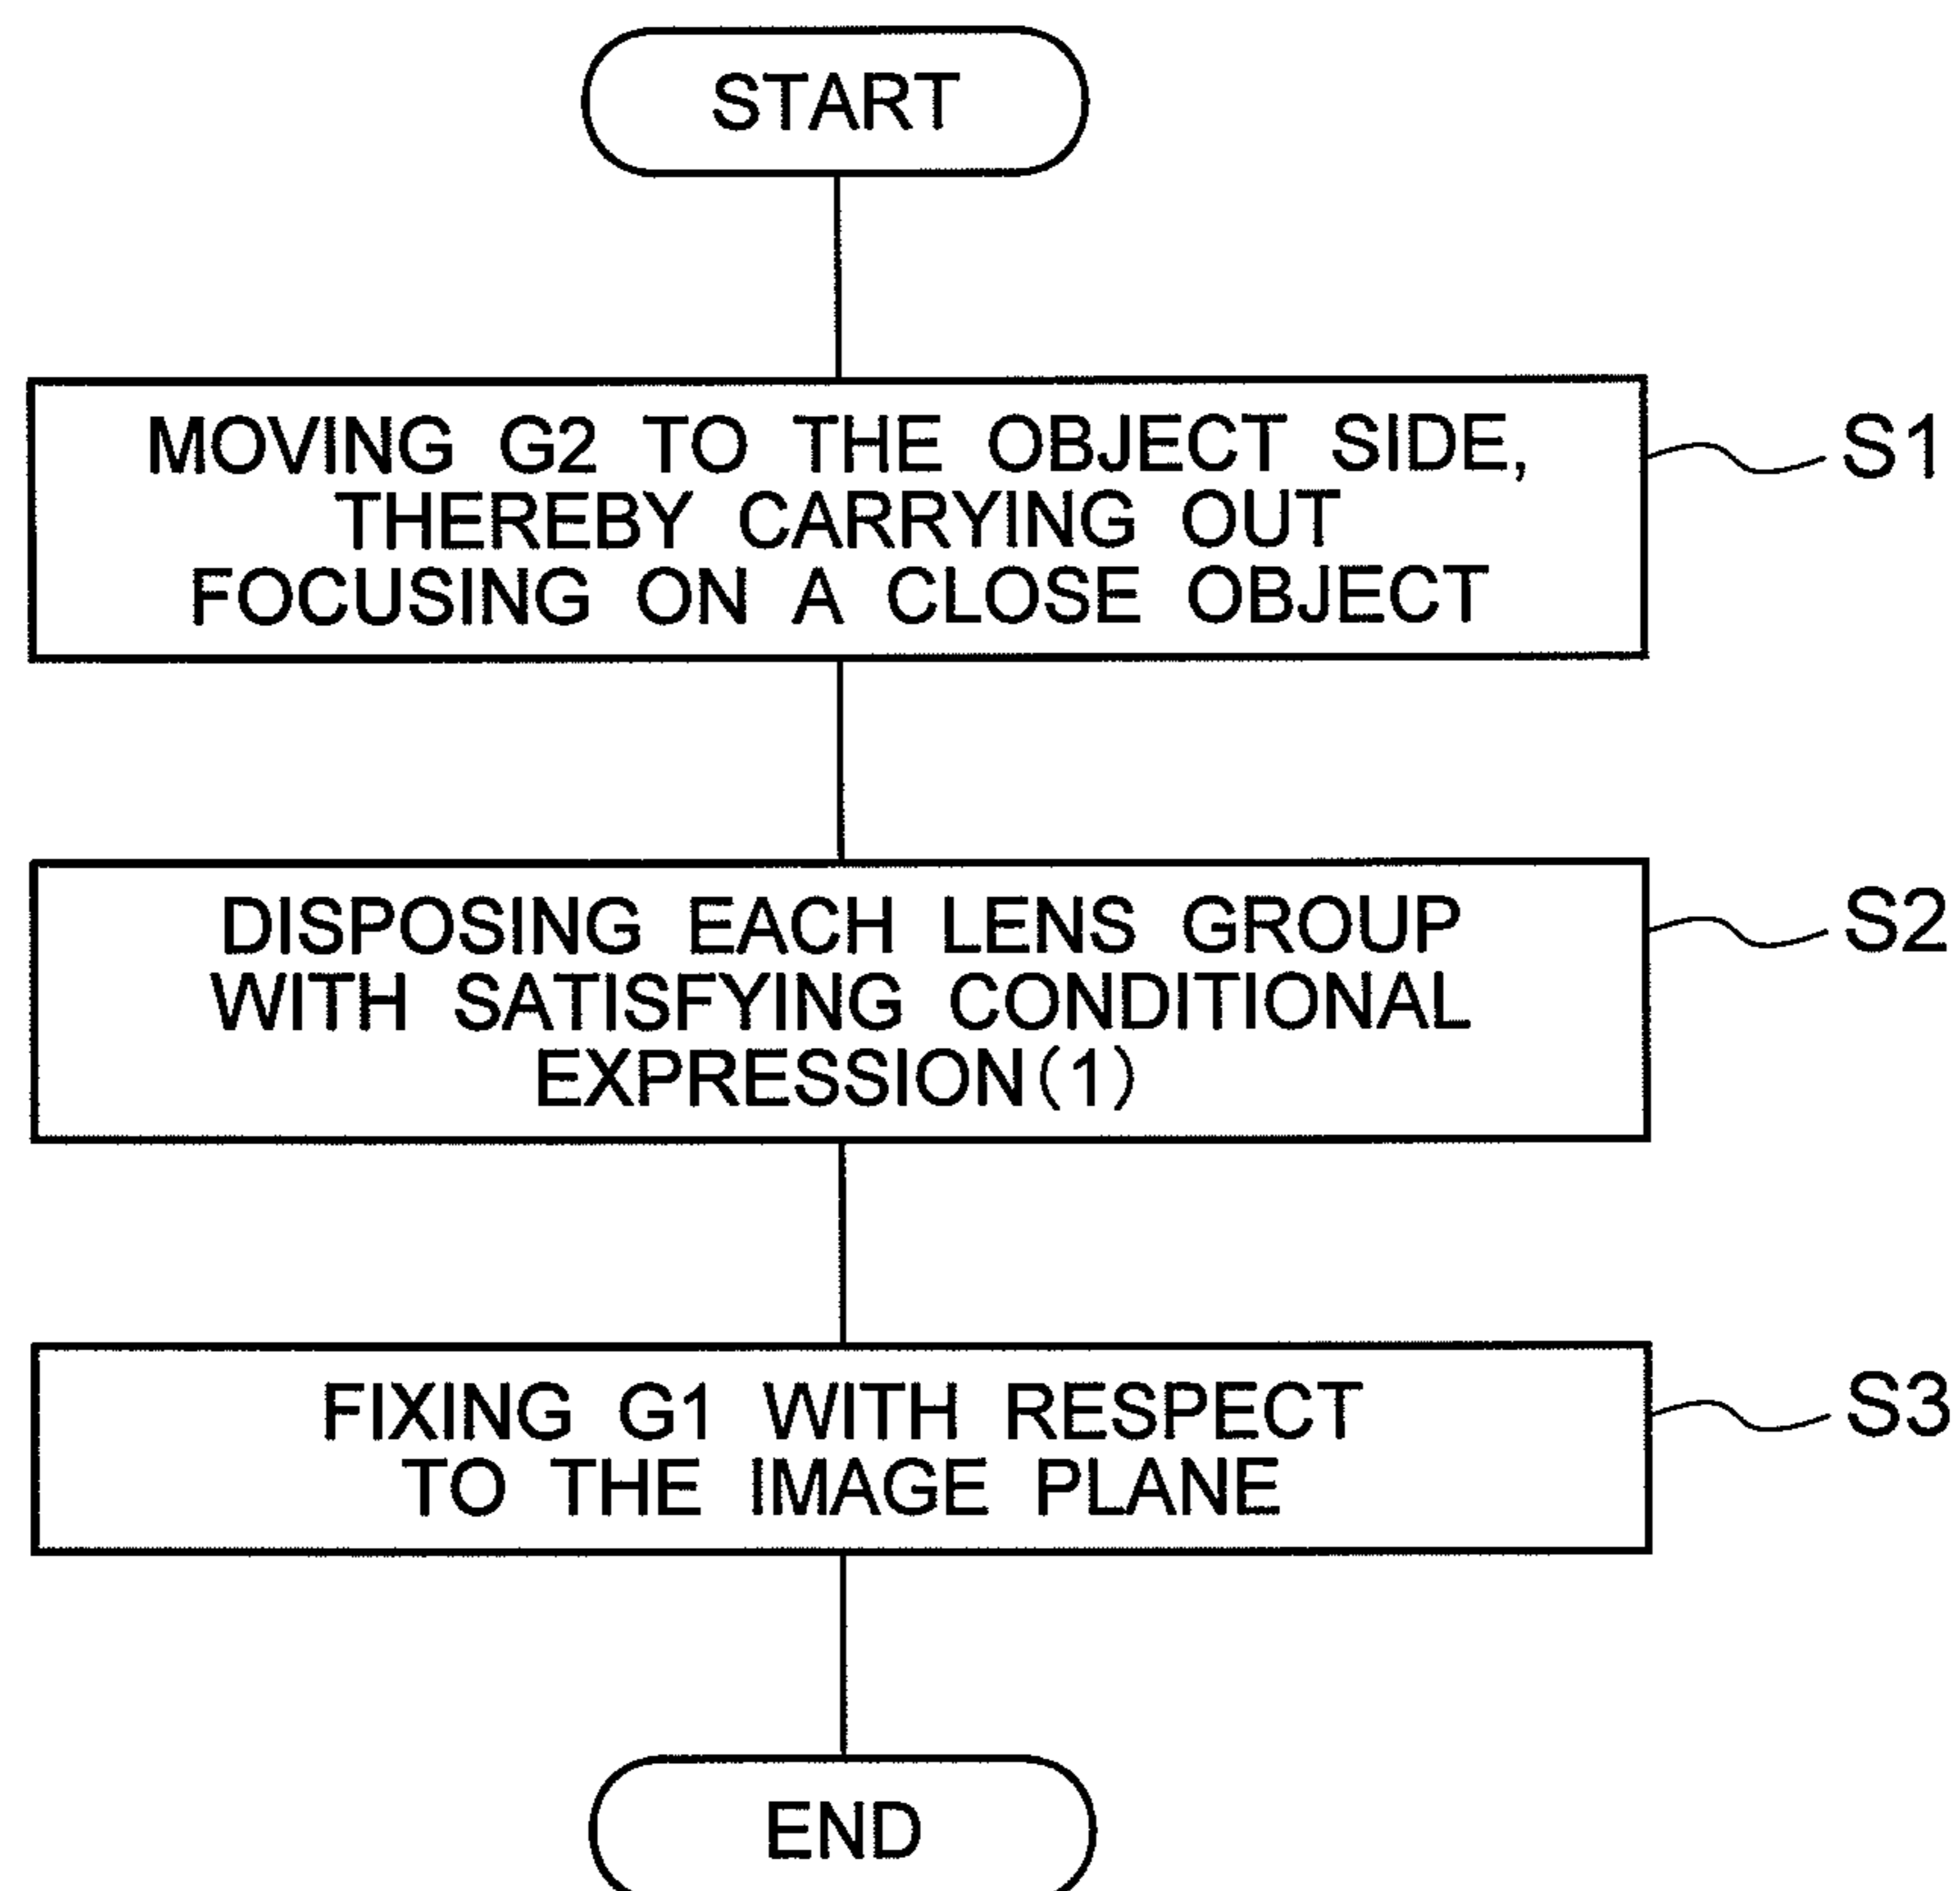 START
MOVING G2 TO THE OBJECT SIDE,
THEREBY CARRYING OUT
FOCUSING ON A CLOSE OBJECT
S1
DISPOSING EACH LENS GROUP
WITH SATISFYING CONDITIONAL
EXPRESSION(1)
S2
FIXING G1 WITH RESPECT
TO THE IMAGE PLANE
S3
END